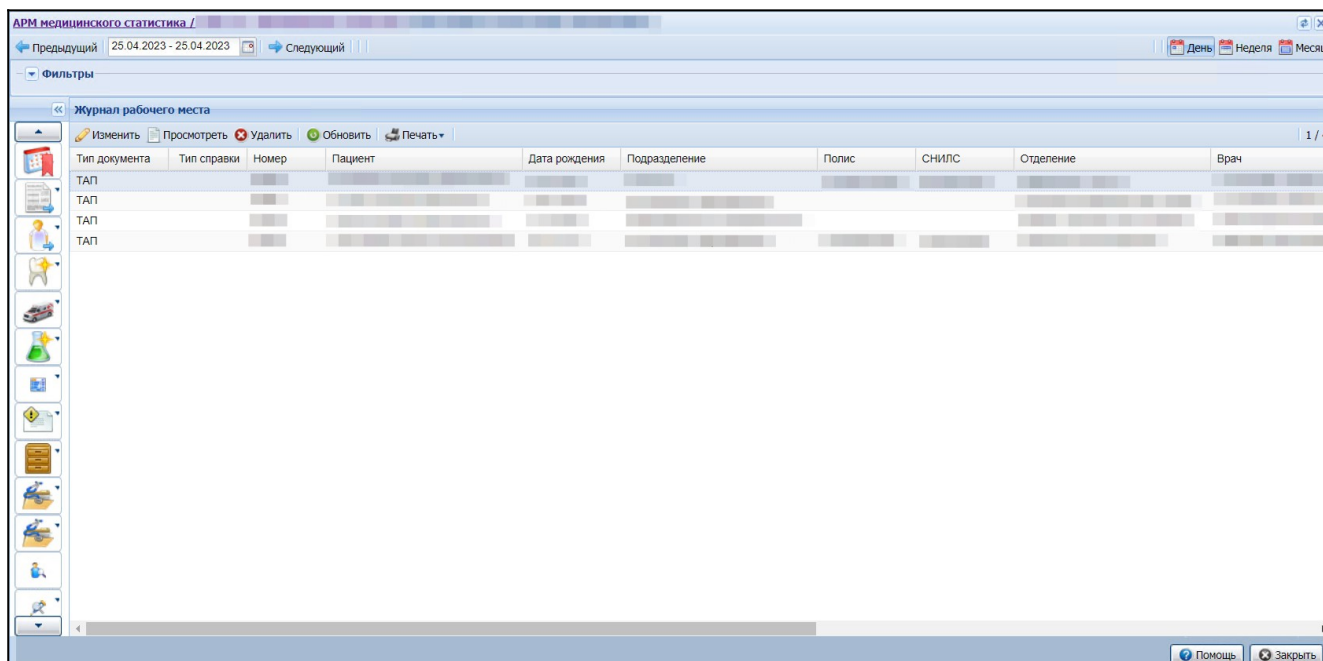 АРМ медицинского статистика /
Предыдущий 25.04.2023 - 25.04.2023 Следующий День Неделя
Фильтры
Журнал рабочего места
Изменить Просмотреть Удалить Обновить Печать 1 /
Тип документа Тип справки Номер Пациент Дата рождения Подразделение Полис СНИЛС Отделение Врач
ТАП
ТАП
ТАП
ТАП
Помощь Закрыть